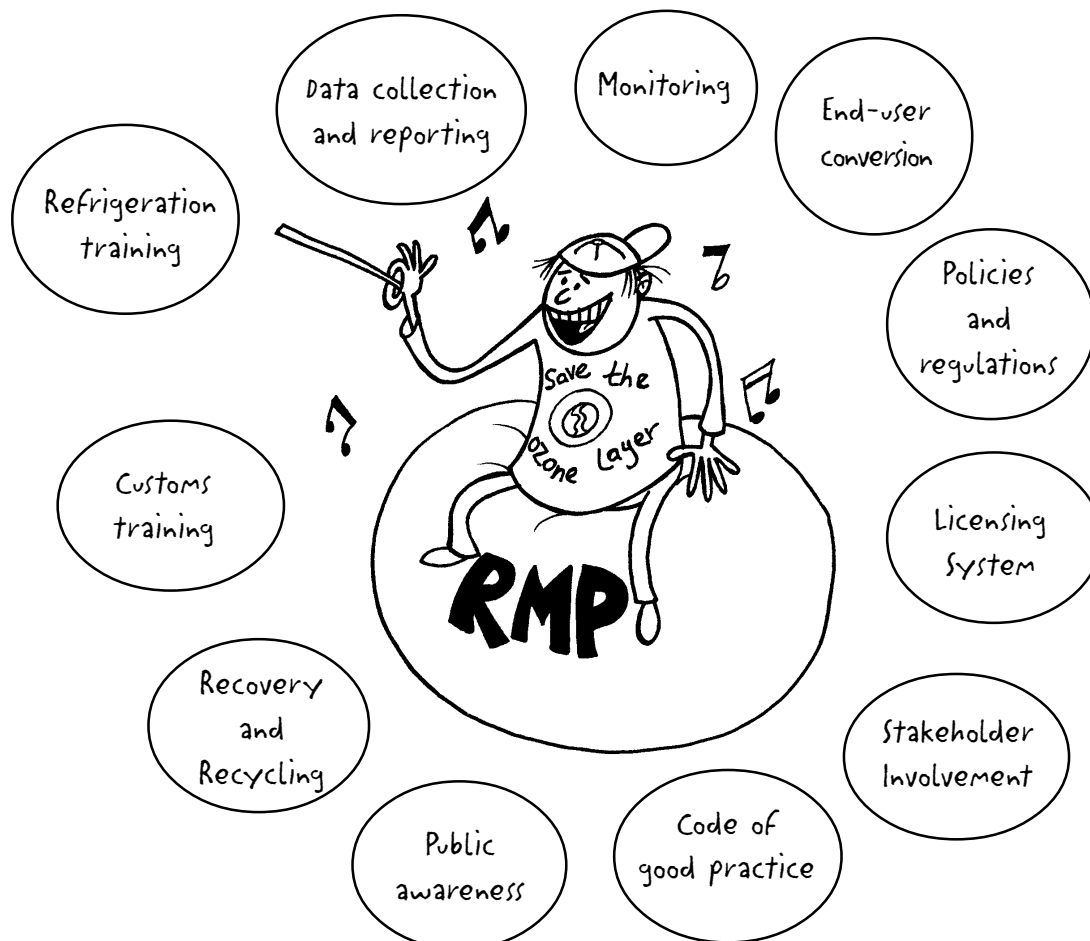 Data collection
and reporting
Monitoring
End-user
conversion
Refrigeration
training
Policies
and
regulations
Save the
ozone Layer
Customs
training
Licensing
System
RMP
Recovery
and
Recycling
Stakeholder
Involvement
Public
awareness
Code of
good practice